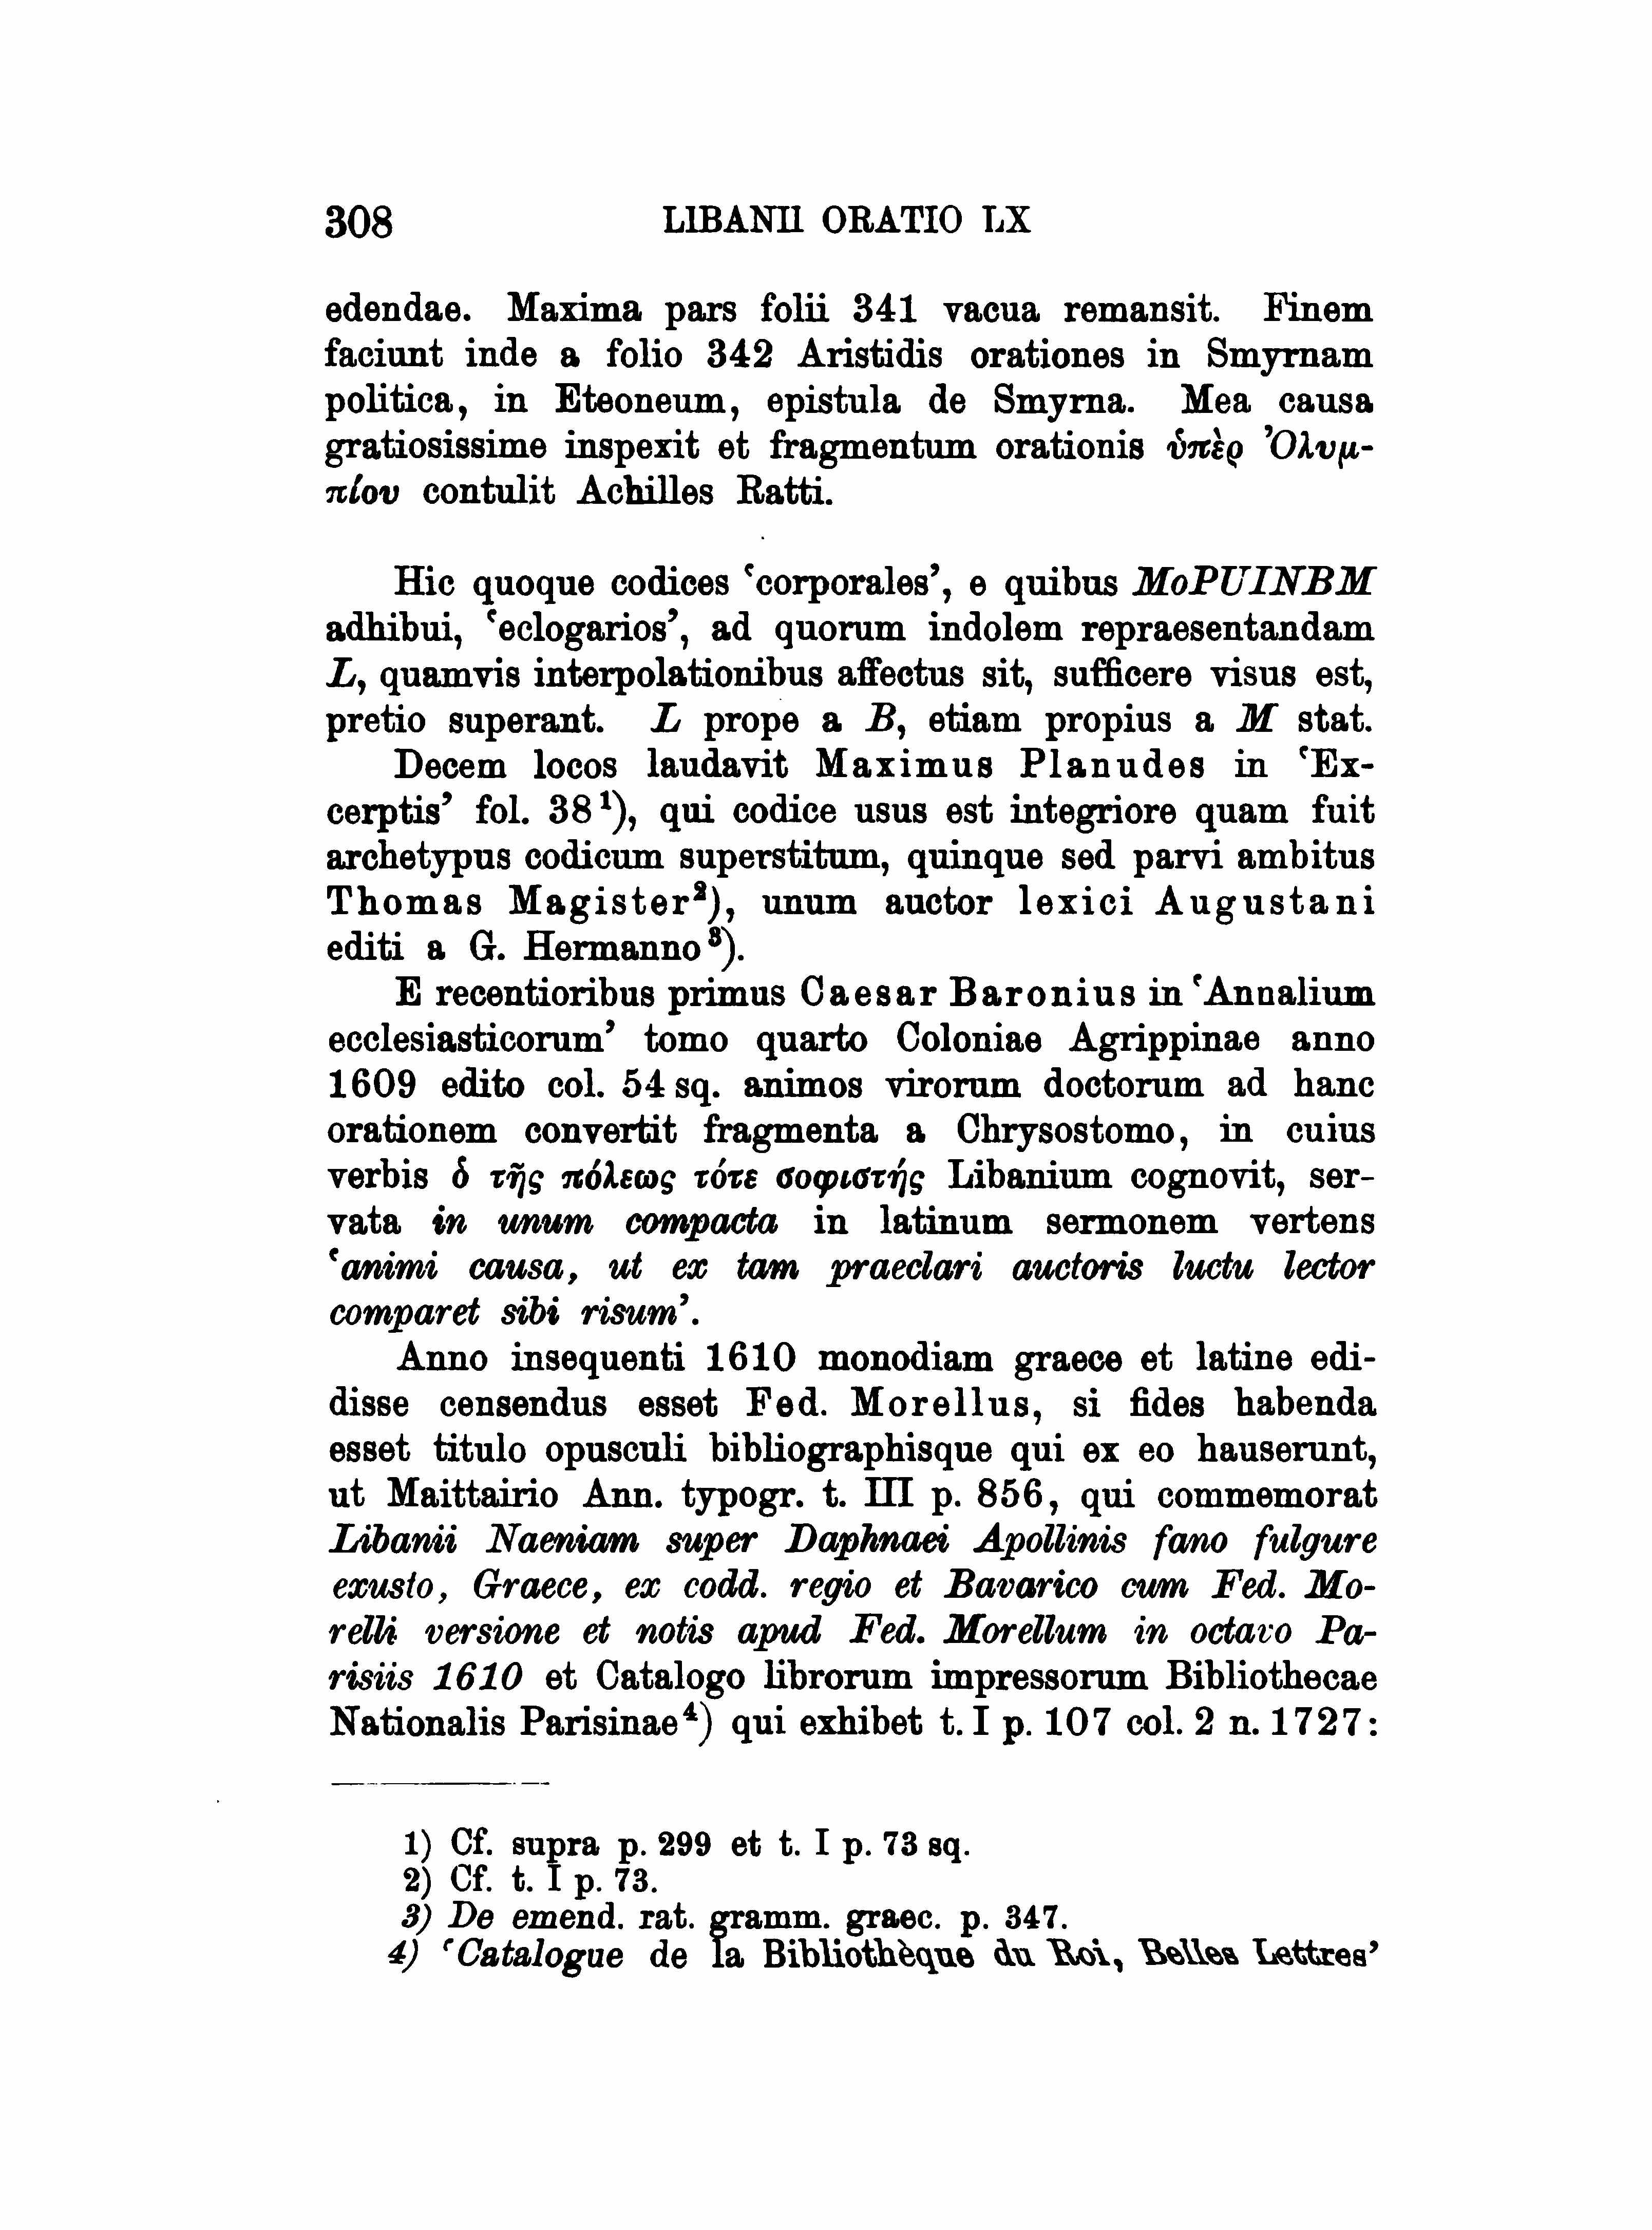 308 LIBANII ORATIO LX
edendae. Maxima pars folii 341 vacua remansit. Finem
faciunt inde a folio 342 Aristidis orationes in Smyrnam
politica, in Eteoneum, epistula de Smyrna. Mea causa
gratiosissime inspexit et fragmentum orationis ὑπὲρ Ὀλυμ-
πίου contulit Achilles Ratti.
Hic quoque codices ‘corporales’, e quibus MoPUINBM
adhibui, ‘eclogarios’, ad quorum indolem repraesentandam
L, quamvis interpolationibus affectus sit, sufficere visus est,
pretio superant. L prope a B, etiam propius a M stat.
Decem locos laudavit Maximus Planudes in ‘Ex-
cerptis’ fol. 38¹), qui codice usus est integriore quam fuit
archetypus codicum superstitum, quinque sed parvi ambitus
Thomas Magister²), unum auctor lexici Augustani
editi a G. Hermanno³).
E recentioribus primus Caesar Baronius in ‘Annalium
ecclesiasticorum’ tomo quarto Coloniae Agrippinae anno
1609 edito col. 54 sq. animos virorum doctorum ad hanc
orationem convertit fragmenta a Chrysostomo, in cuius
verbis ὁ τῆς πόλεως τότε σοφιστής Libanium cognovit, ser-
vata in unum compacta in latinum sermonem vertens
‘animi causa, ut ex tam praeclari auctoris luctu lector
comparet sibi risum’.
Anno insequenti 1610 monodiam graece et latine edi-
disse censendus esset Fed. Morellus, si fides habenda
esset titulo opusculi bibliographisque qui ex eo hauserunt,
ut Maittairio Ann. typogr. t. III p. 856, qui commemorat
Libanii Naeniam super Daphnaei Apollinis fano fulgure
exusto, Graece, ex codd. regio et Bavarico cum Fed. Mo-
relli versione et notis apud Fed. Morellum in octavo Pa-
risiis 1610 et Catalogo librorum impressorum Bibliothecae
Nationalis Parisinae⁴) qui exhibet t. I p. 107 col. 2 n. 1727:
1) Cf. supra p. 299 et t. I p. 73 sq.
2) Cf. t. I p. 73.
3) De emend. rat. gramm. graec. p. 347.
4) ‘Catalogue de la Bibliothèque du Roi, Belles Lettres’